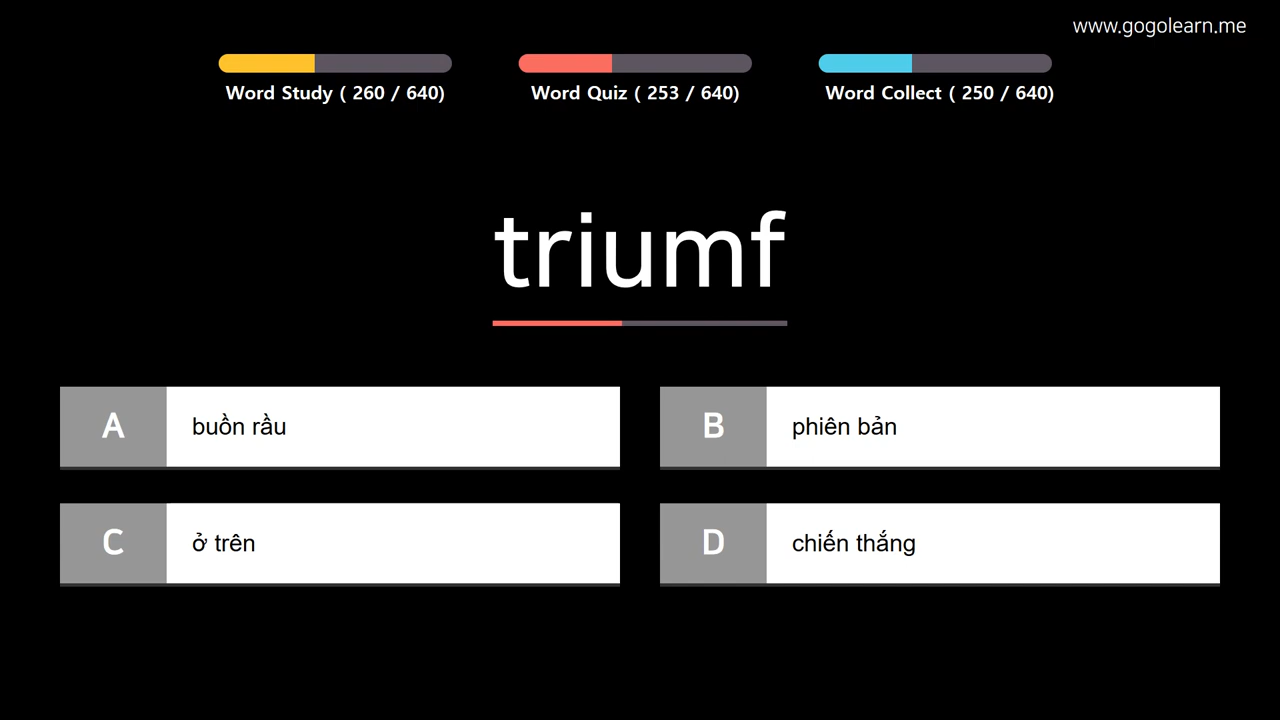 www.gogolearn.me
Word Study ( 260 / 640)
Word Quiz ( 253 / 640)
Word Collect ( 250 / 640)
triumf
A
buồn rầu
B
phiên bản
C
ở trên
D
chiến thắng